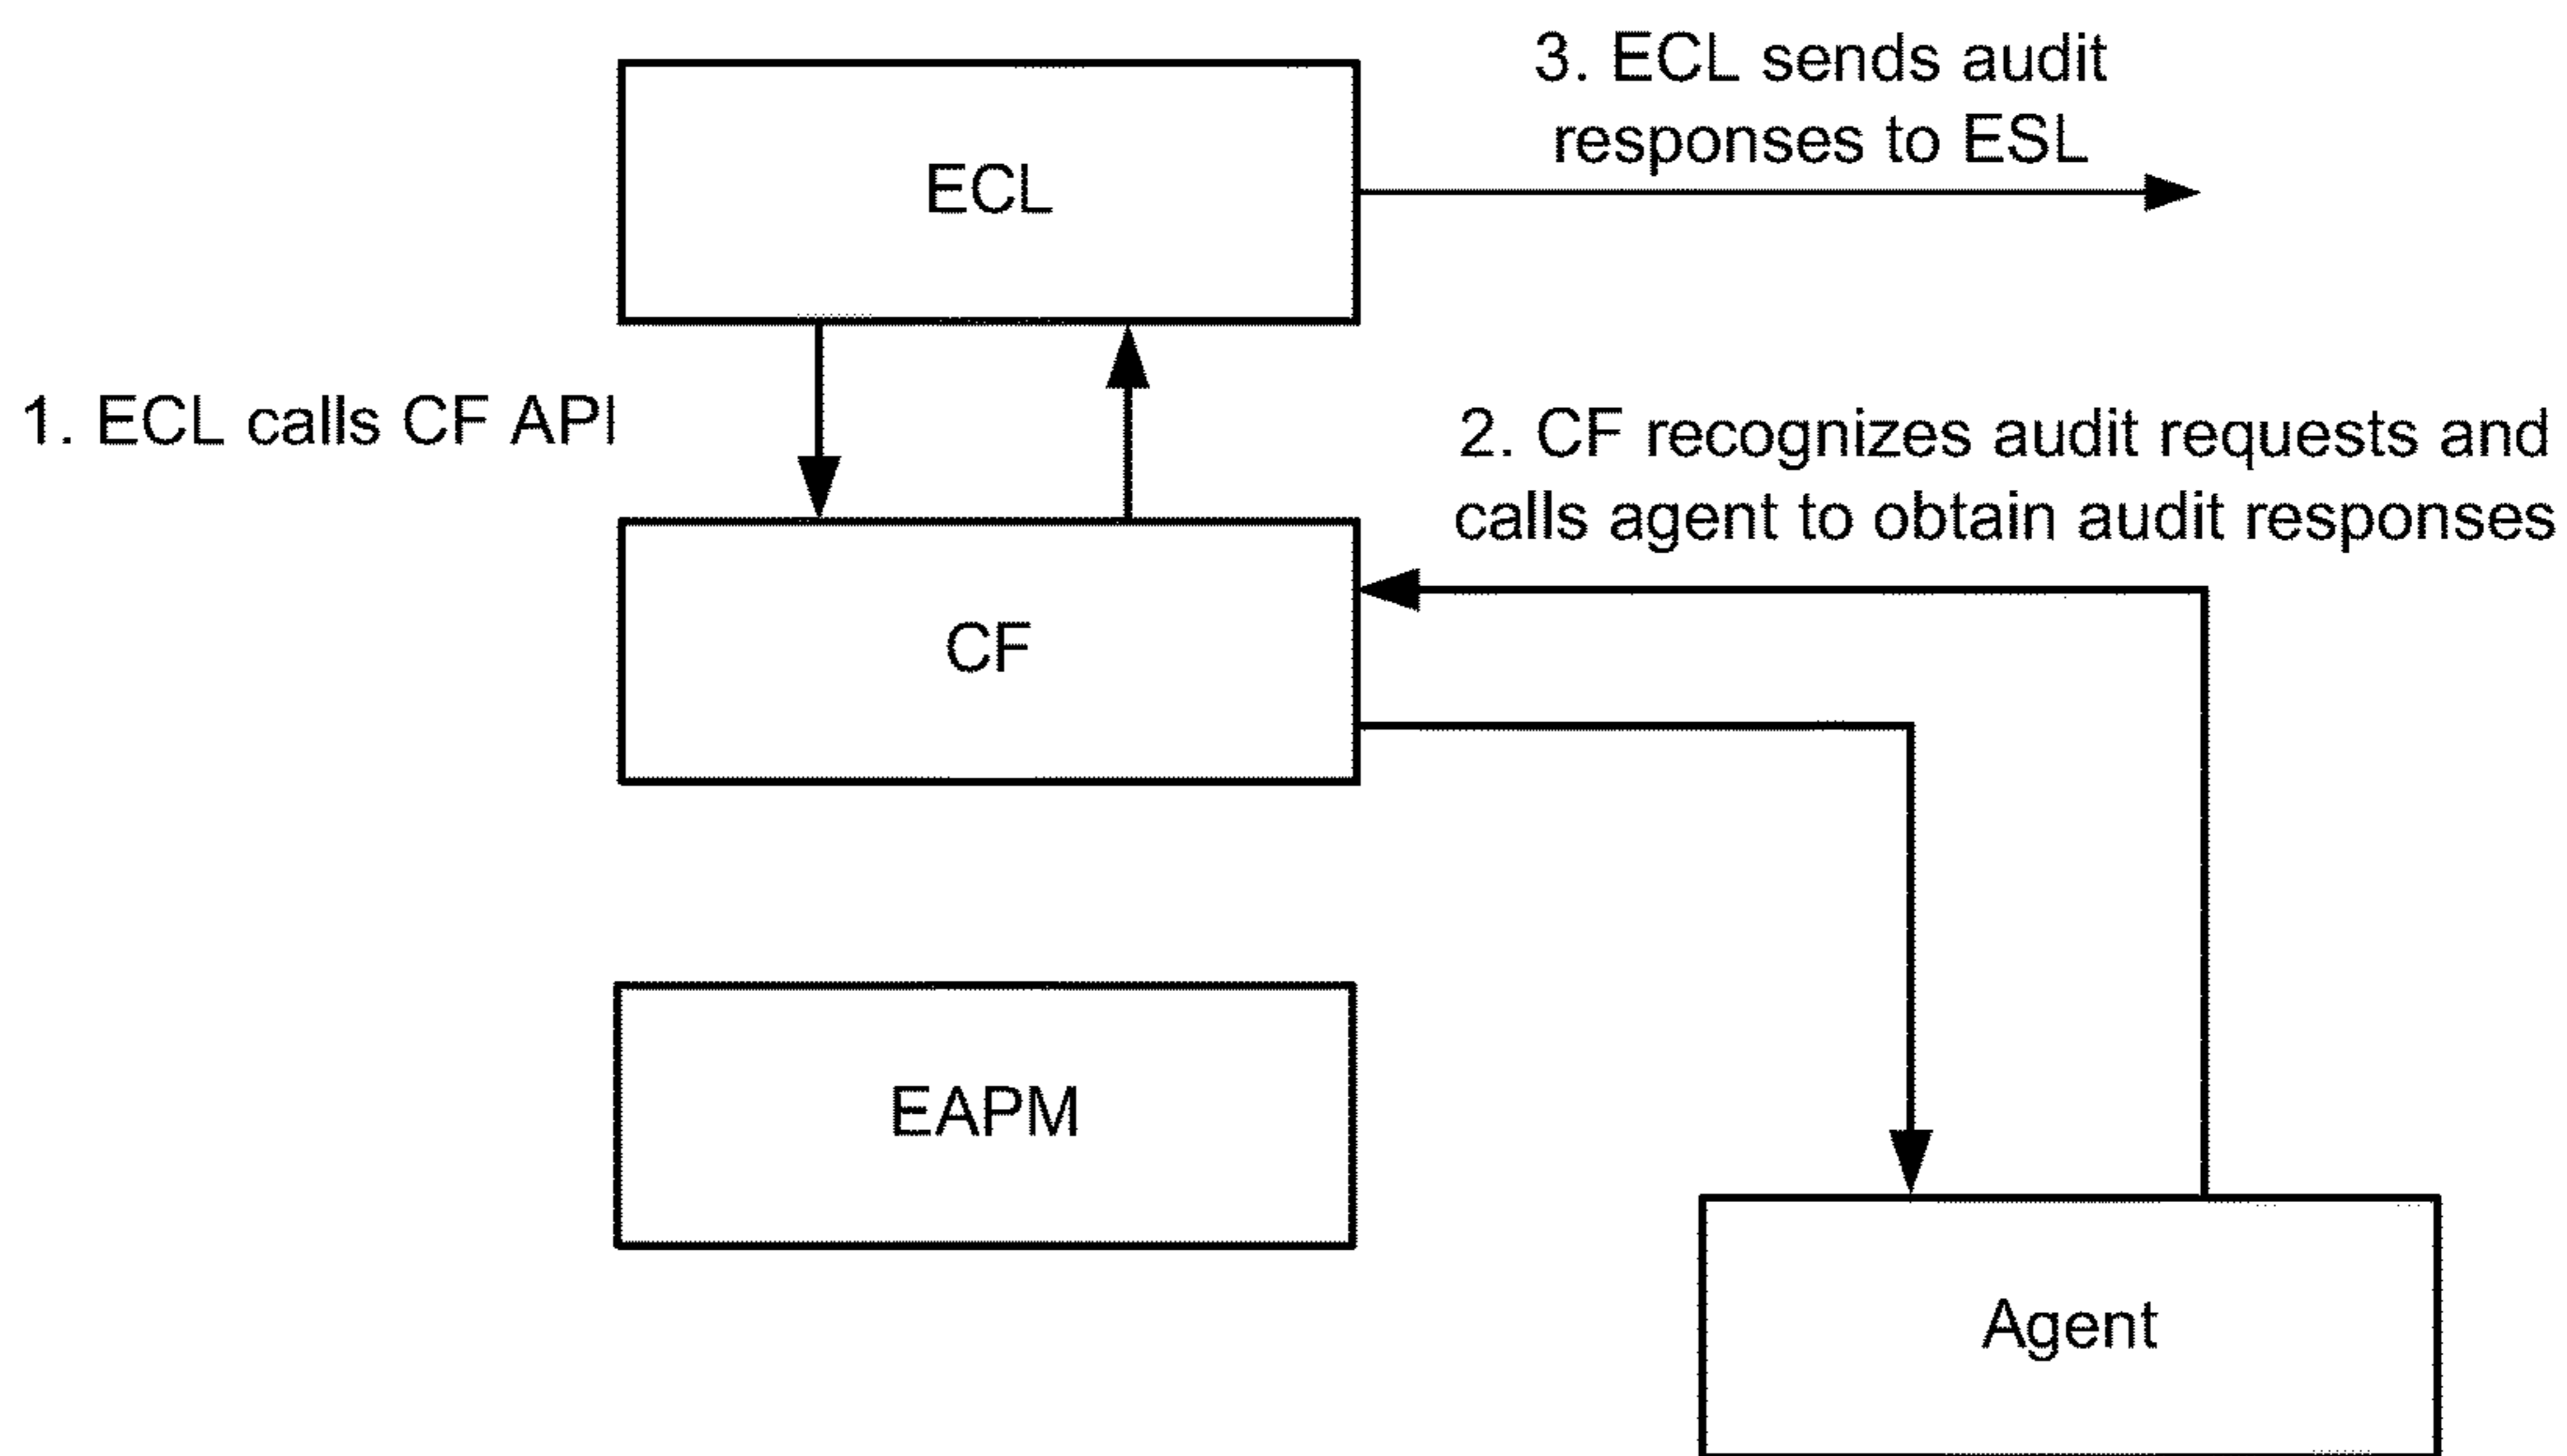 3. ECL sends audit
responses to ESL
ECL
1. ECL calls CF API
2. CF recognizes audit requests and
calls agent to obtain audit responses
CF
EAPM
Agent